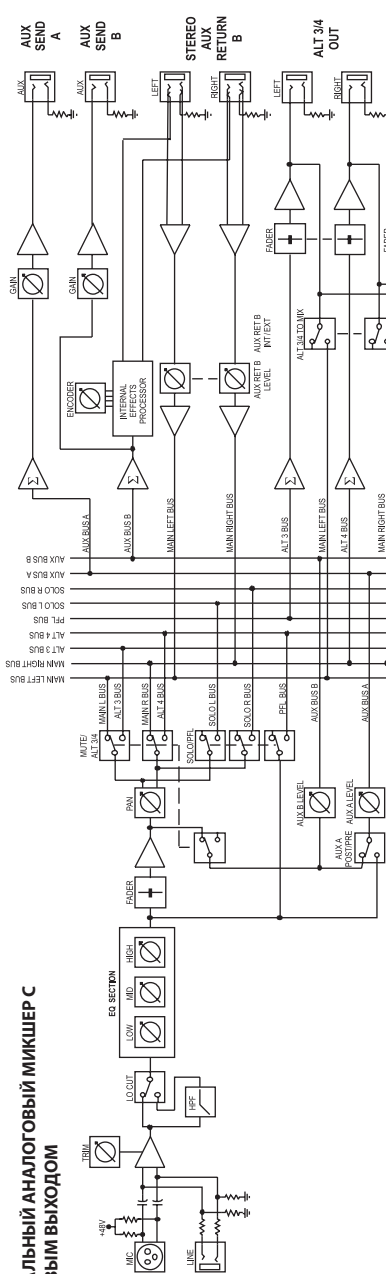 АЛЬНЫЙ АНАЛОГОВЫЙ МИКШЕР С
ВЫМ ВЫХОДОМ
MIC
+48V
LINE
TRIM
LO CUT
HPF
EQ SECTION
LOW
MID
HIGH
FADER
PAN
MUTE/
ALT 3/4
SOLO/PFL
AUX A
POST/PRE
AUX B LEVEL
AUX A LEVEL
MAIN L BUS
ALT 3 BUS
MAIN R BUS
ALT 4 BUS
SOLO L BUS
SOLO R BUS
PFL BUS
AUX BUS B
AUX BUS A
MAIN LEFT BUS
MAIN RIGHT BUS
ALT 3 BUS
ALT 4 BUS
PFL BUS
SOLO L BUS
SOLO R BUS
AUX BUS A
AUX BUS B
AUX BUS A
AUX BUS B
MAIN LEFT BUS
MAIN RIGHT BUS
ALT 3 BUS
MAIN LEFT BUS
ALT 4 BUS
MAIN RIGHT BUS
ENCODER
INTERNAL
EFFECTS
PROCESSOR
AUX RET B
LEVEL
AUX RET B
INT / EXT
ALT 3/4 TO MIX
GAIN
GAIN
FADER
FADER
AUX
AUX
LEFT
RIGHT
LEFT
RIGHT
AUX
SEND
A
AUX
SEND
B
STEREO
AUX
RETURN
B
ALT 3/4
OUT